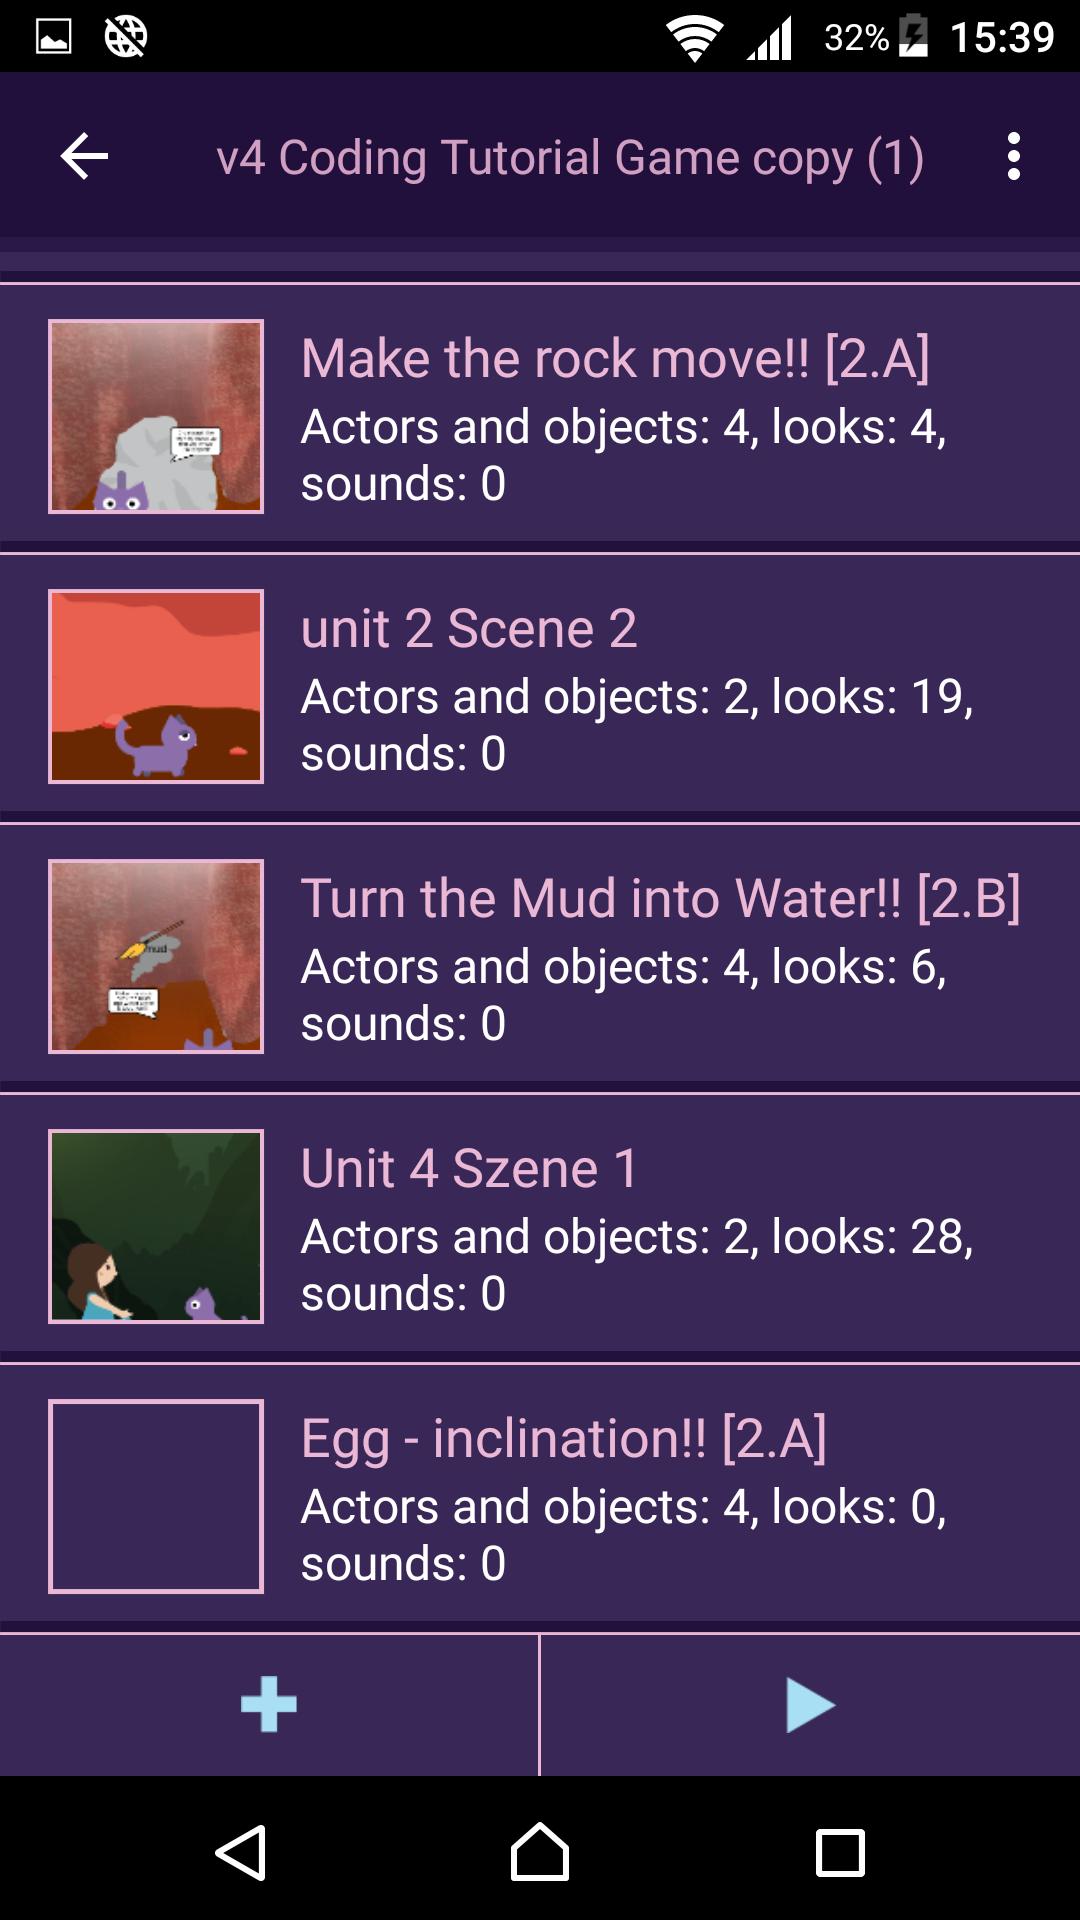 32% 15:39
v4 Coding Tutorial Game copy (1)
Make the rock move!! [2.A]
Actors and objects: 4, looks: 4,
sounds: 0
unit 2 Scene 2
Actors and objects: 2, looks: 19,
sounds: 0
mud
Turn the Mud into Water!! [2.B]
Actors and objects: 4, looks: 6,
sounds: 0
Unit 4 Szene 1
Actors and objects: 2, looks: 28,
sounds: 0
Egg - inclination!! [2.A]
Actors and objects: 4, looks: 0,
sounds: 0